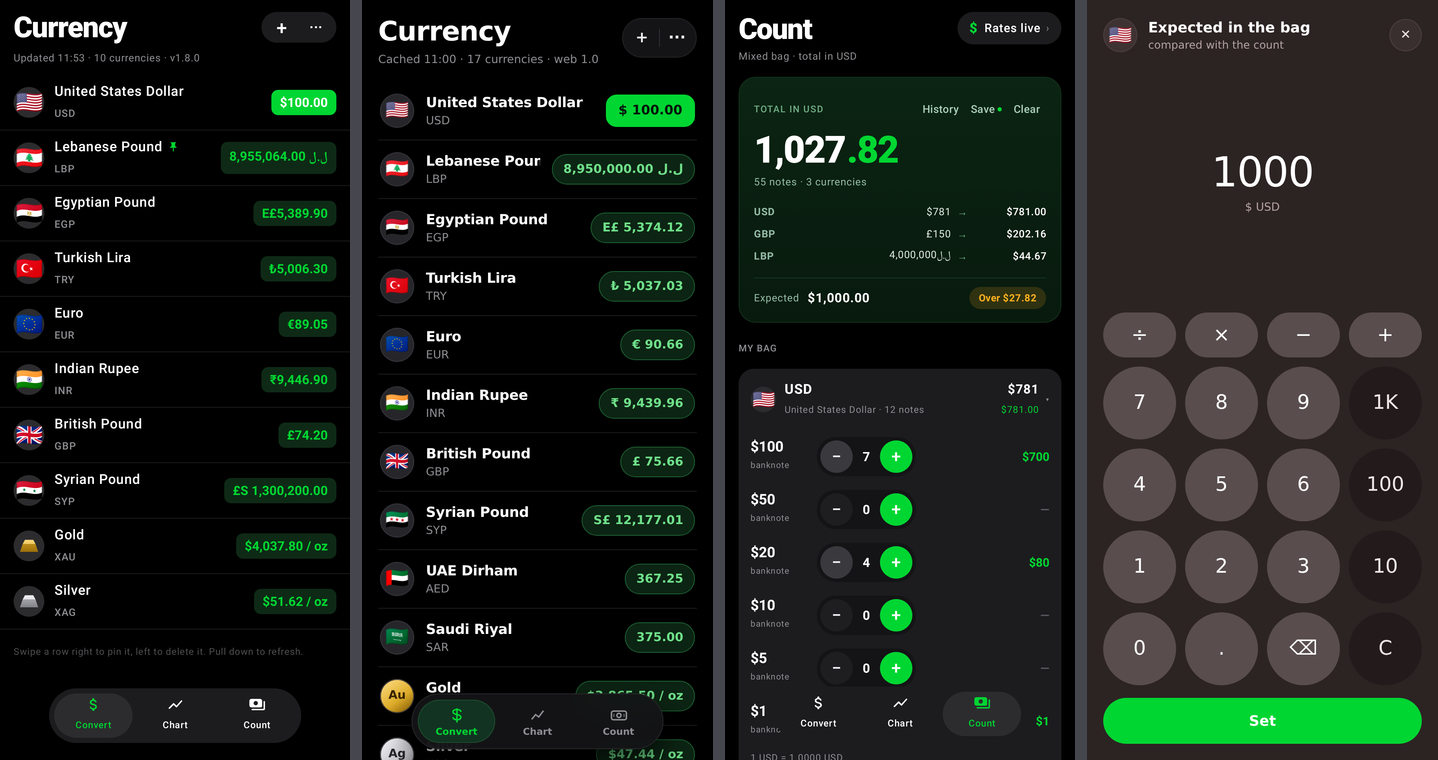 Currency
+ ···
Updated 11:53 · 10 currencies · v1.8.0
United States Dollar
USD
$100.00
Lebanese Pound
LBP
8,955,064.00 ل.ل
Egyptian Pound
EGP
E£5,389.90
Turkish Lira
TRY
₺5,006.30
Euro
EUR
€89.05
Indian Rupee
INR
₹9,446.90
British Pound
GBP
£74.20
Syrian Pound
SYP
£S 1,300,200.00
Gold
XAU
$4,037.80 / oz
Silver
XAG
$51.62 / oz
Swipe a row right to pin it, left to delete it. Pull down to refresh.
$
Convert
Chart
Count
Currency
+ ···
Cached 11:00 · 17 currencies · web 1.0
United States Dollar
USD
$ 100.00
Lebanese Pour
LBP
8,950,000.00 ل.ل
Egyptian Pound
EGP
E£ 5,374.12
Turkish Lira
TRY
₺ 5,037.03
Euro
EUR
€ 90.66
Indian Rupee
INR
₹ 9,439.96
British Pound
GBP
£ 75.66
Syrian Pound
SYP
S£ 12,177.01
UAE Dirham
AED
367.25
Saudi Riyal
SAR
375.00
Au
Gold
/ oz
Ag
$47.44 / oz
$
Convert
Chart
Count
Count
$ Rates live ›
Mixed bag · total in USD
TOTAL IN USD
History Save • Clear
1,027.82
55 notes · 3 currencies
USD $781 → $781.00
GBP £150 → $202.16
LBP 4,000,000ل.ل → $44.67
Expected $1,000.00
Over $27.82
MY BAG
USD
$781
United States Dollar · 12 notes
$781.00
$100
banknote
− 7 +
$700
$50
banknote
− 0 +
—
$20
banknote
− 4 +
$80
$10
banknote
− 0 +
—
$5
banknote
− 0 +
—
$1
$1
$
Convert
Chart
Count
1 USD = 1.0000 USD
Expected in the bag
compared with the count
×
1000
$ USD
÷ × − +
7 8 9 1K
4 5 6 100
1 2 3 10
0 . ⌫ C
Set